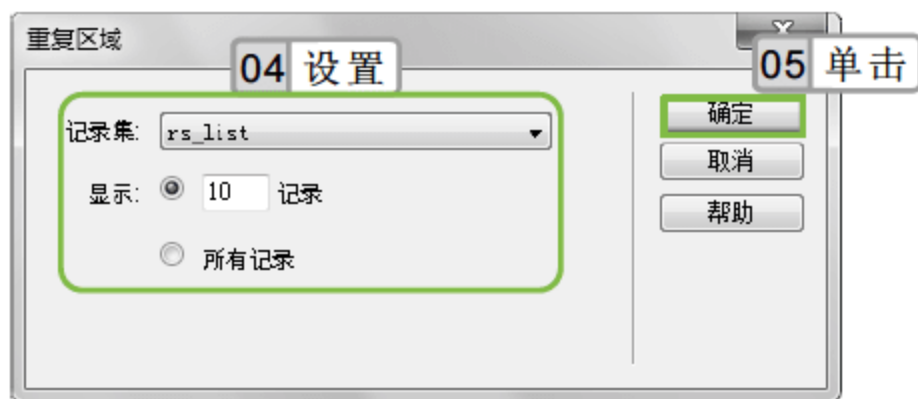 重复区域
04 设置
05 单击
记录集: rs_list
确定
取消
显示: 10 记录
帮助
所有记录